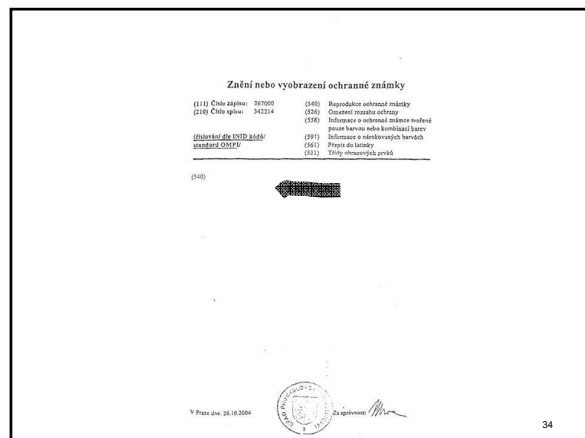 Znění nebo vyobrazení ochranné známky
(111) Číslo zápisu: 267000
(210) Číslo spisu: 342214
/číslování dle INID kódů/
standard OMPI/
(540) Reprodukce ochranné známky
(526) Omezení rozsahu ochrany
(558) Informace o ochranné známce tvořené
pouze barvou nebo kombinací barev
(591) Informace o nárokovaných barvách
(561) Přepis do latinky
(531) Třídy obrazových prvků
(540)
V Praze dne: 26.10.2004
Za správnost:
34